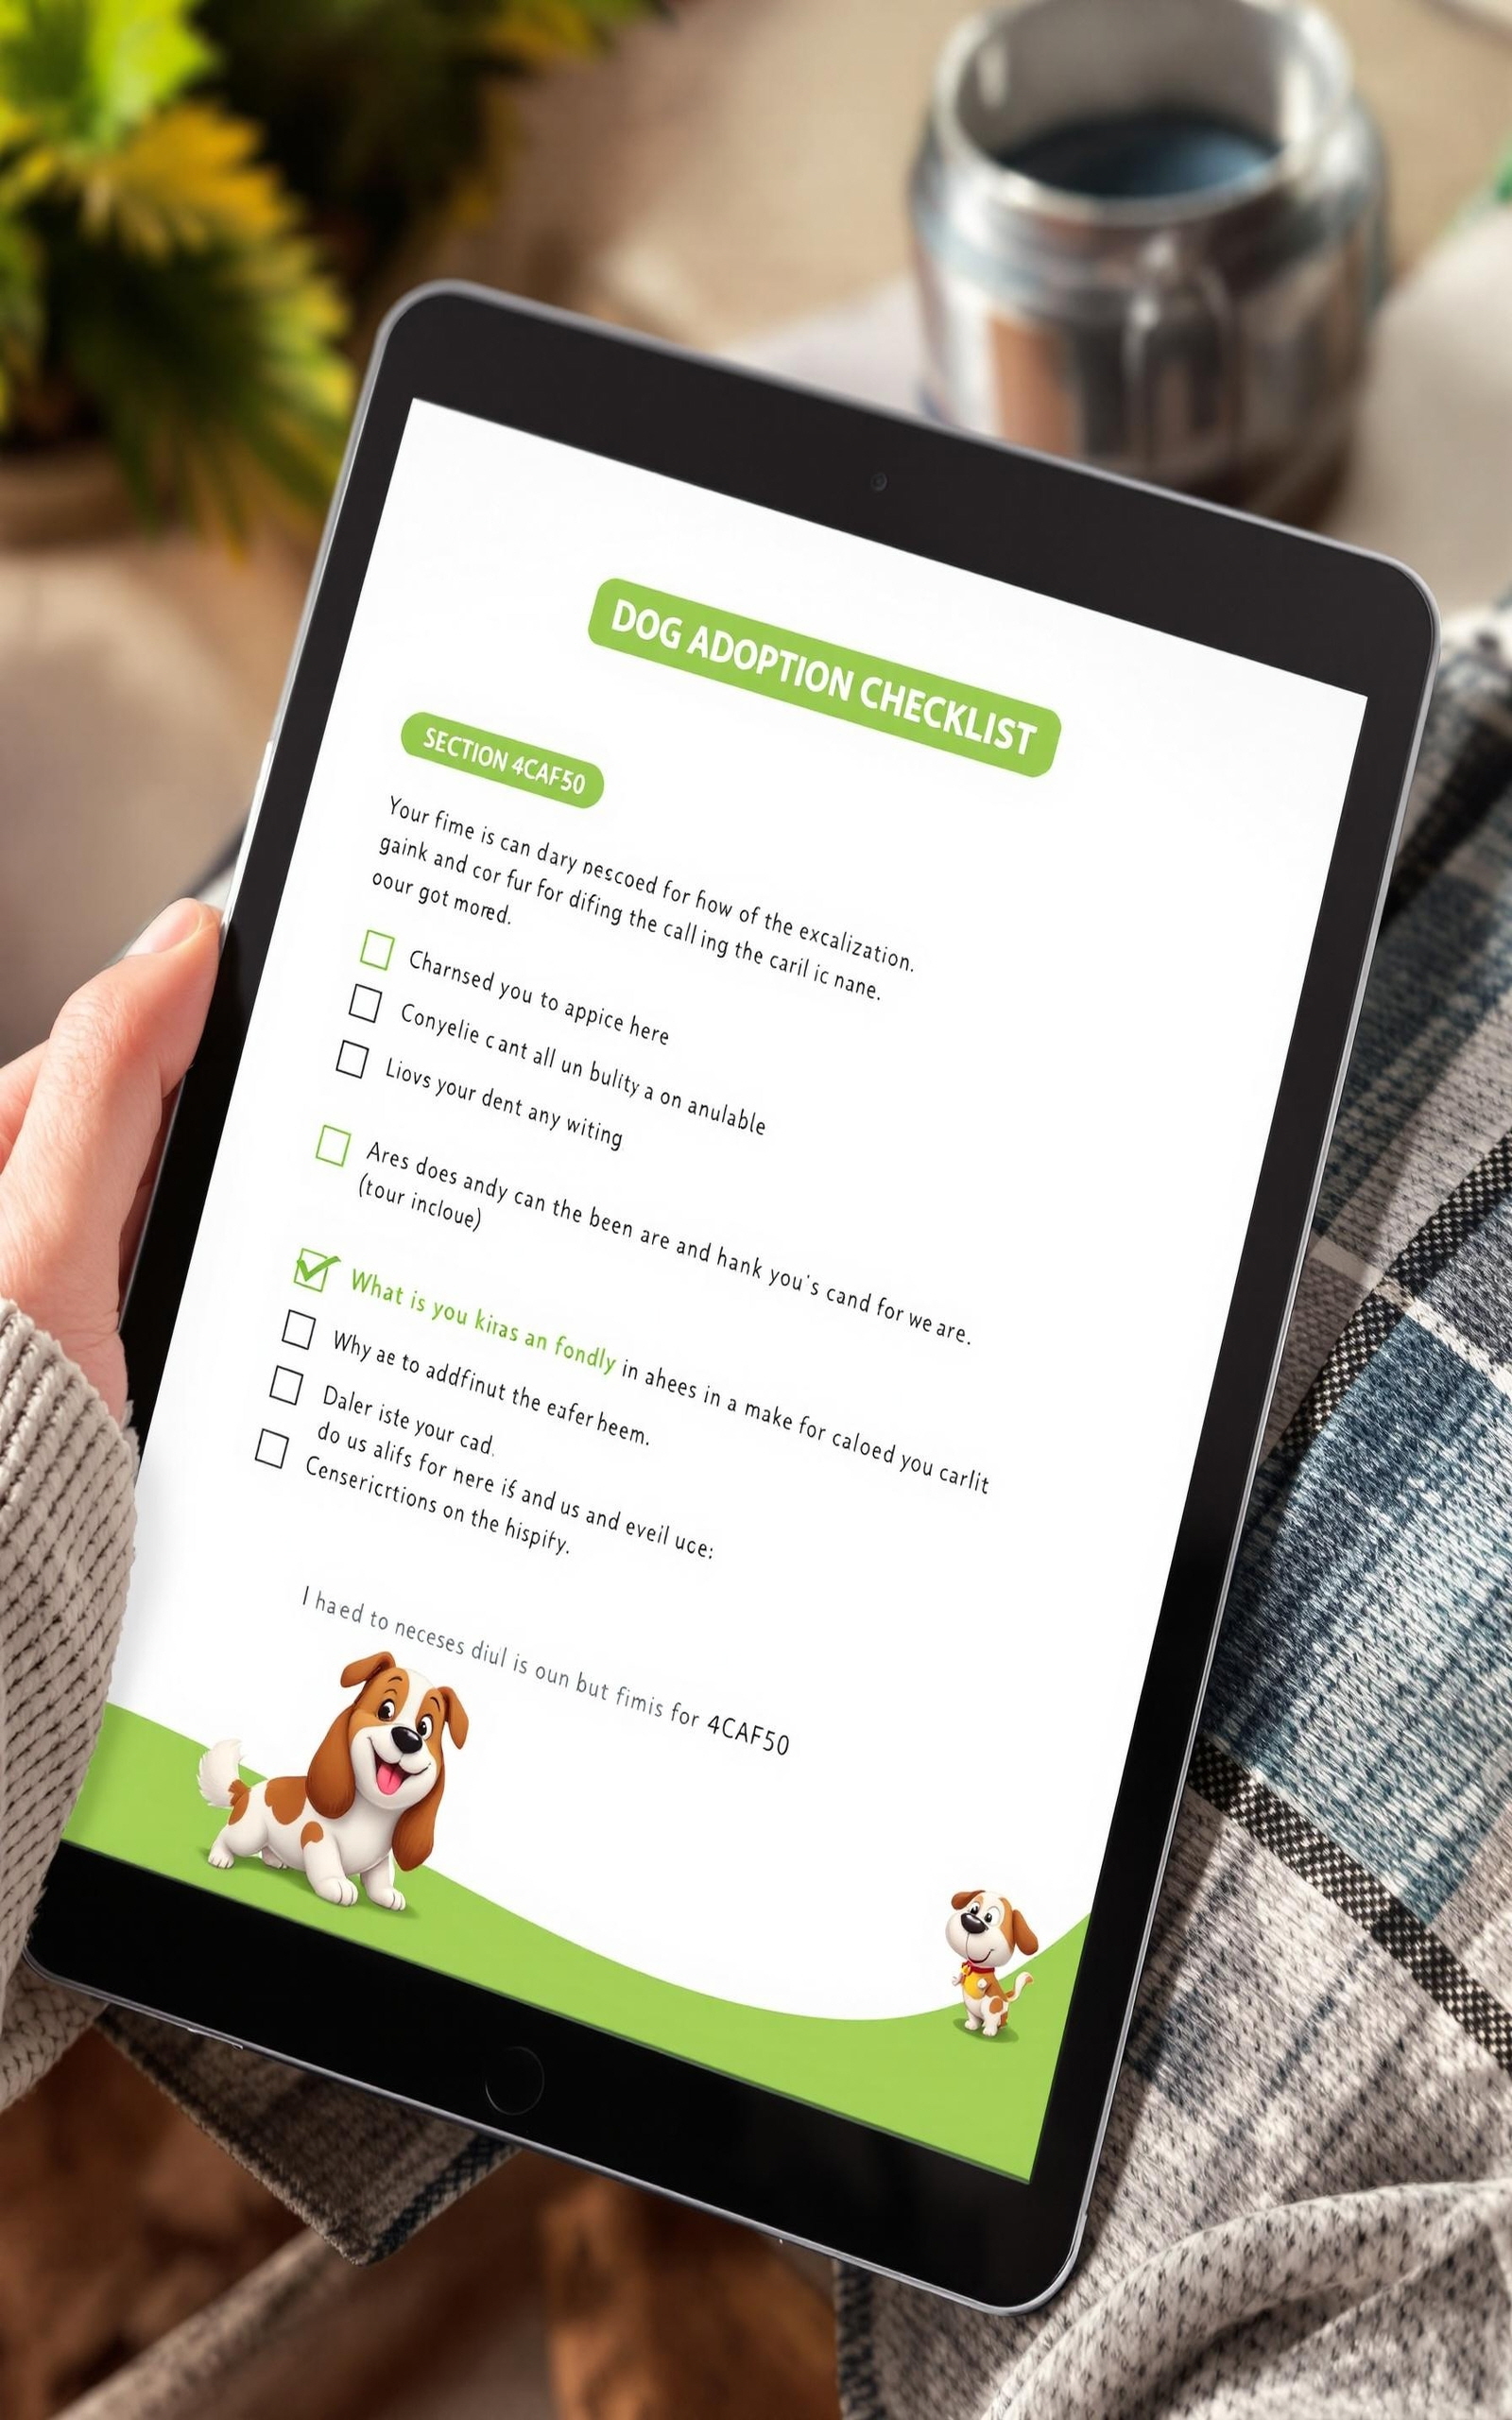 DOG ADOPTION CHECKLIST
SECTION 4CAF50
Your fime is can dary pescoed for how of the excalization.
gaink and cor fur for difing the call ing the caril ic nane.
oour got mored.
Charnsed you to appice here
Conyelie cant all un bulity a on anulable
Liovs your dent any witing
Ares does andy can the been are and hank you's cand for we are.
(tour incloue)
What is you kiras an fondly in ahees in a make for caloed you carlit
Why ae to addfinut the eafer heem.
Daler iste your cad.
do us alifs for nere is and us and eveil uce:
Censericrtions on the hispify.
I haed to neceses diul is oun but fimis for 4CAF50